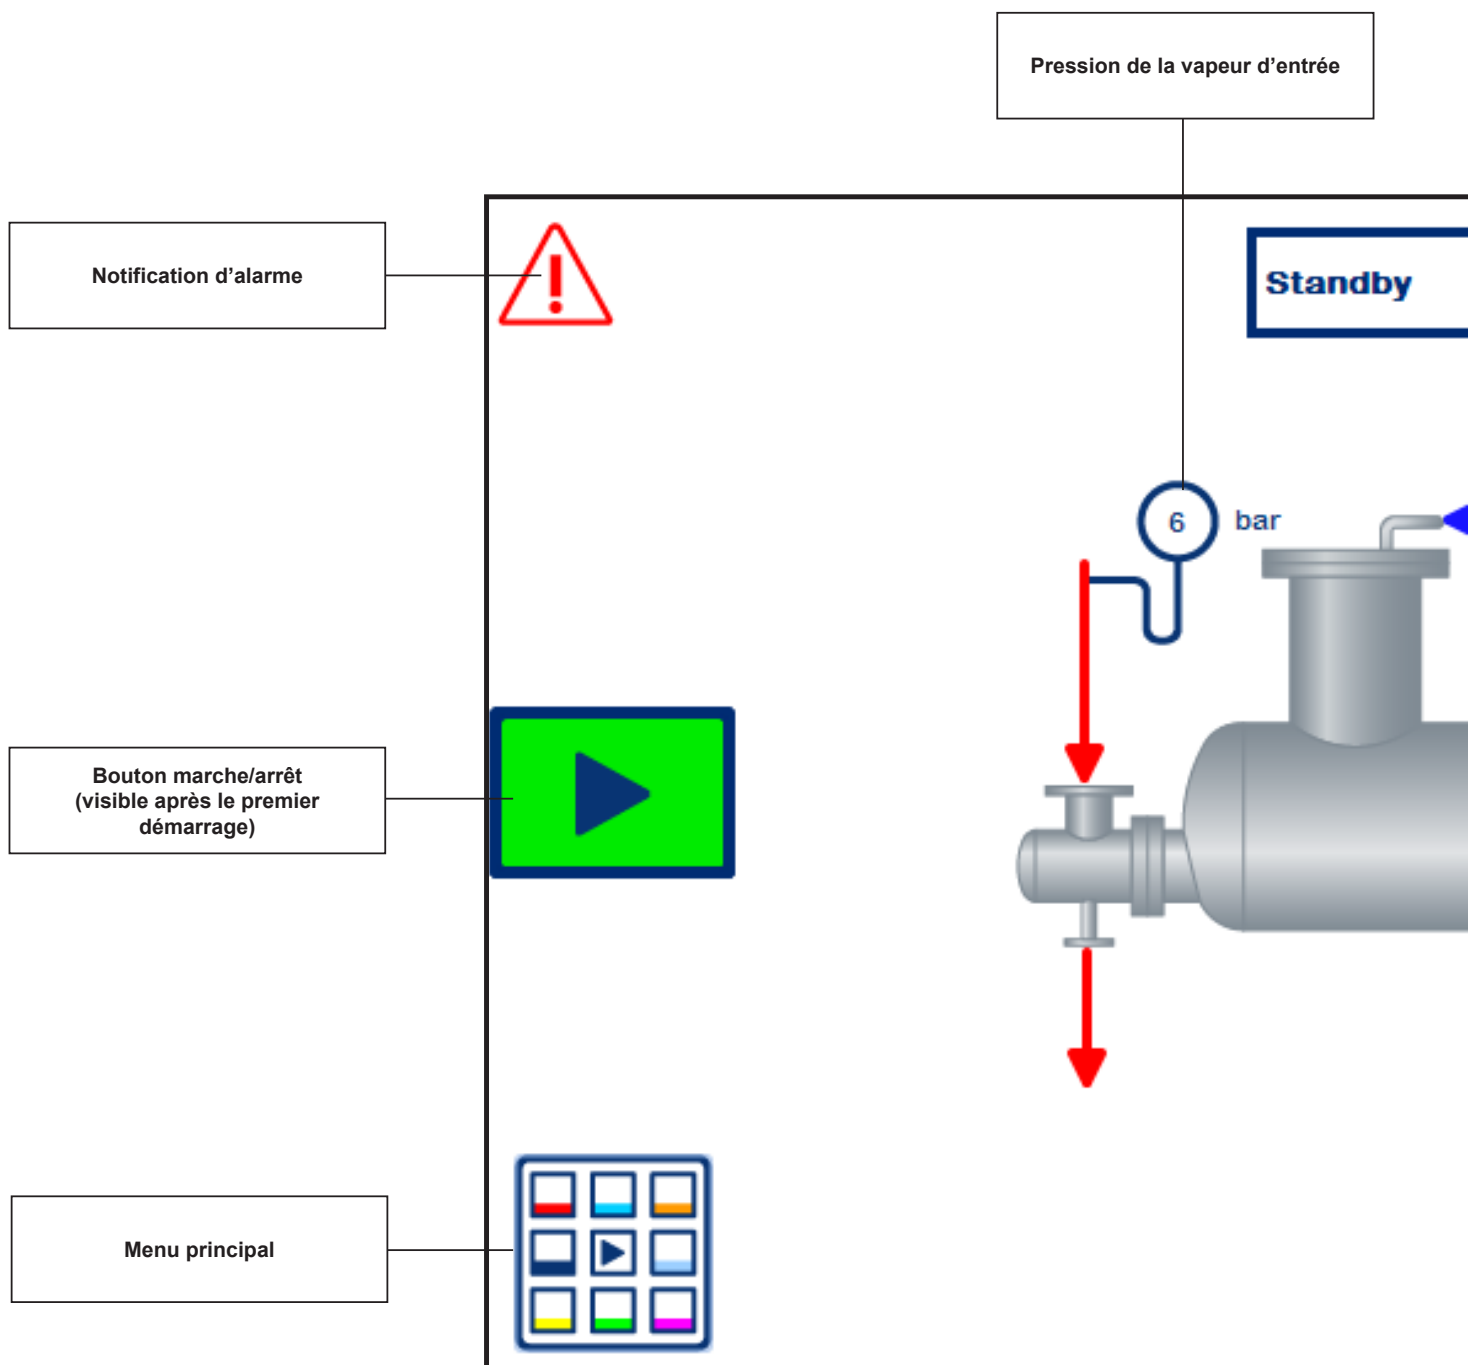 Pression de la vapeur d’entrée
Notification d’alarme
Standby
6 bar
Bouton marche/arrêt
(visible après le premier
démarrage)
Menu principal